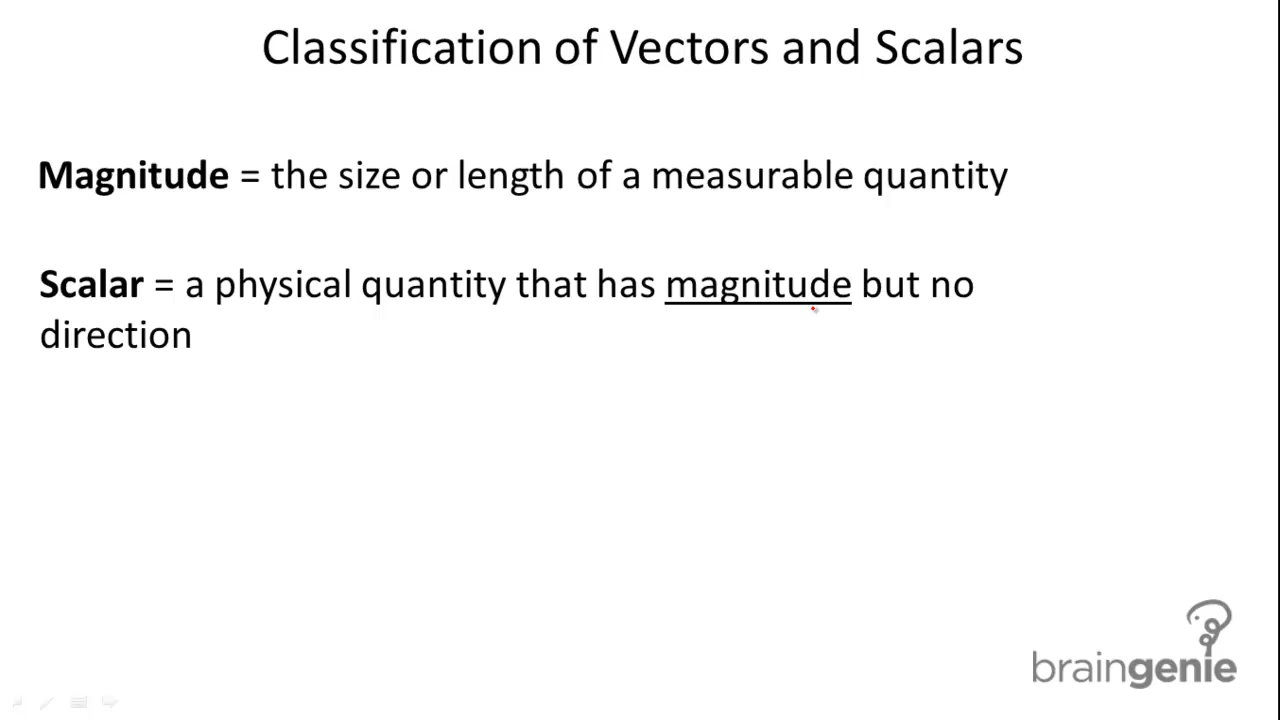 Classification of Vectors and Scalars
Magnitude = the size or length of a measurable quantity
Scalar = a physical quantity that has magnitude but no
direction
braingenie